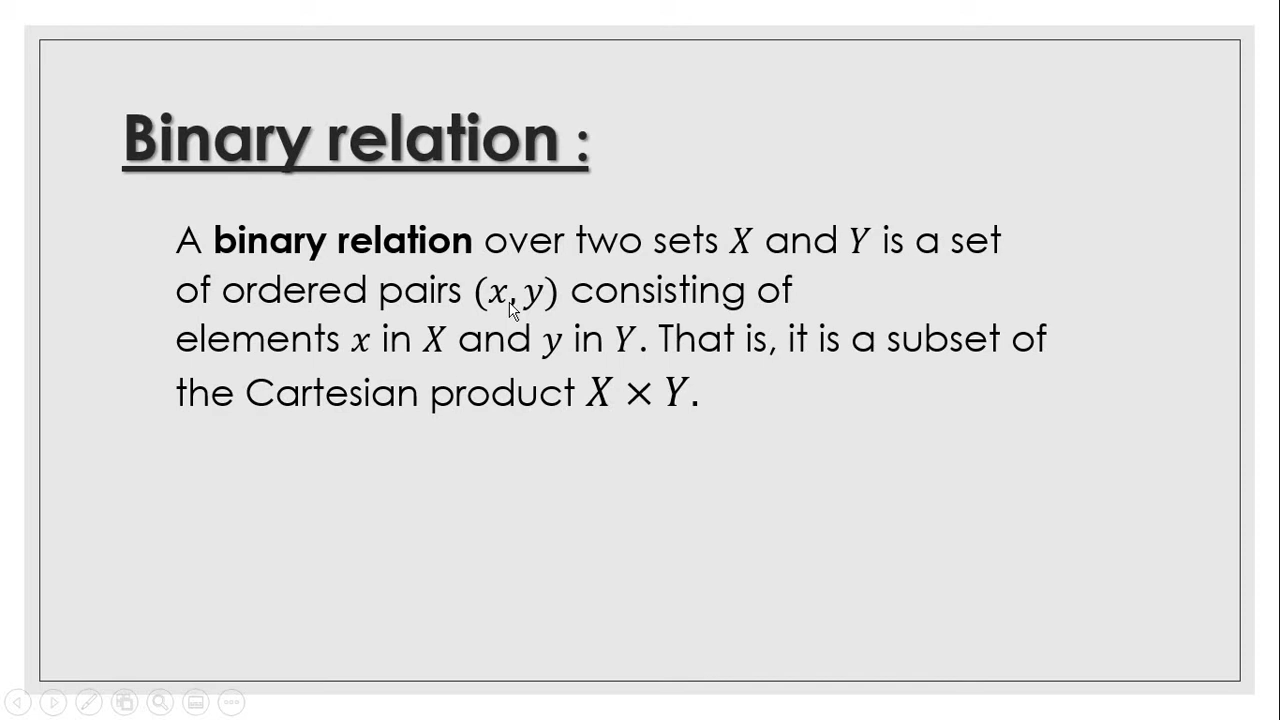 Binary relation :
A binary relation over two sets X and Y is a set
of ordered pairs (x, y) consisting of
elements x in X and y in Y. That is, it is a subset of
the Cartesian product X × Y.